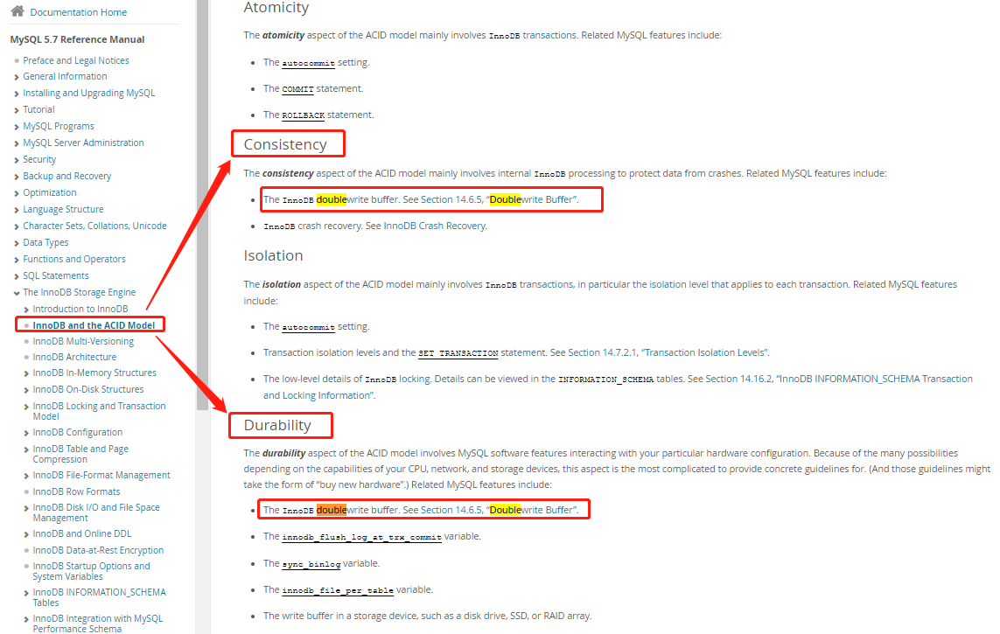 Documentation Home
MySQL 5.7 Reference Manual
Preface and Legal Notices
General Information
Installing and Upgrading MySQL
Tutorial
MySQL Programs
MySQL Server Administration
Security
Backup and Recovery
Optimization
Language Structure
Character Sets, Collations, Unicode
Data Types
Functions and Operators
SQL Statements
The InnoDB Storage Engine
Introduction to InnoDB
InnoDB and the ACID Model
InnoDB Multi-Versioning
InnoDB Architecture
InnoDB In-Memory Structures
InnoDB On-Disk Structures
InnoDB Locking and Transaction
Model
InnoDB Configuration
InnoDB Table and Page
Compression
InnoDB File-Format Management
InnoDB Row Formats
InnoDB Disk I/O and File Space
Management
InnoDB and Online DDL
InnoDB Data-at-Rest Encryption
InnoDB Startup Options and
System Variables
InnoDB INFORMATION_SCHEMA
Tables
InnoDB Integration with MySQL
Performance Schema
Atomicity
The atomicity aspect of the ACID model mainly involves InnoDB transactions. Related MySQL features include:
The autocommit setting.
The COMMIT statement.
The ROLLBACK statement.
Consistency
The consistency aspect of the ACID model mainly involves internal InnoDB processing to protect data from crashes. Related MySQL features include:
The InnoDB doublewrite buffer. See Section 14.6.5, “Doublewrite Buffer”.
InnoDB crash recovery. See InnoDB Crash Recovery.
Isolation
The isolation aspect of the ACID model mainly involves InnoDB transactions, in particular the isolation level that applies to each transaction. Related MySQL features
include:
The autocommit setting.
Transaction isolation levels and the SET TRANSACTION statement. See Section 14.7.2.1, “Transaction Isolation Levels”.
The low-level details of InnoDB locking. Details can be viewed in the INFORMATION_SCHEMA tables. See Section 14.16.2, “InnoDB INFORMATION_SCHEMA Transaction
and Locking Information”.
Durability
The durability aspect of the ACID model involves MySQL software features interacting with your particular hardware configuration. Because of the many possibilities
depending on the capabilities of your CPU, network, and storage devices, this aspect is the most complicated to provide concrete guidelines for. (And those guidelines might
take the form of “buy new hardware”.) Related MySQL features include:
The InnoDB doublewrite buffer. See Section 14.6.5, “Doublewrite Buffer”.
The innodb_flush_log_at_trx_commit variable.
The sync_binlog variable.
The innodb_file_per_table variable.
The write buffer in a storage device, such as a disk drive, SSD, or RAID array.